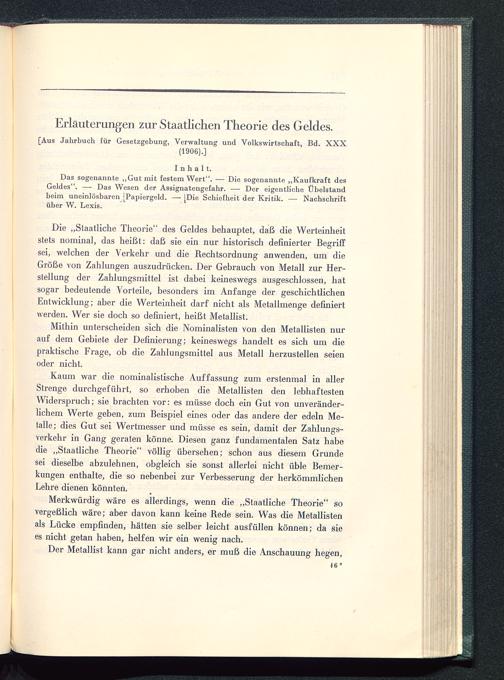 Erläuterungen zur Staatlichen Theorie des Geldes.
[Aus Jahrbuch für Gesetzgebung, Verwaltung und Volkswirtschaft, Bd. XXX
(1906).]
Inhalt.
Das sogenannte „Gut mit festem Wert". — Die sogenannte „Kaufkraft des
Geldes". — Das Wesen der Assignatengefahr. — Der eigentliche Übelstand
beim uneinlösbaren Papiergeld. — Die Schiefheit der Kritik. — Nachschrift
über W. Lexis.
Die „Staatliche Theorie" des Geldes behauptet, daß die Werteinheit
stets nominal, das heißt: daß sie ein nur historisch definierter Begriff
sei, welchen der Verkehr und die Rechtsordnung anwenden, um die
Größe von Zahlungen auszudrücken. Der Gebrauch von Metall zur Her-
stellung der Zahlungsmittel ist dabei keineswegs ausgeschlossen, hat
sogar bedeutende Vorteile, besonders im Anfange der geschichtlichen
Entwicklung; aber die Werteinheit darf nicht als Metallmenge definiert
werden. Wer sie doch so definiert, heißt Metallist.
Mithin unterscheiden sich die Nominalisten von den Metallisten nur
auf dem Gebiete der Definierung; keineswegs handelt es sich um die
praktische Frage, ob die Zahlungsmittel aus Metall herzustellen seien
oder nicht.
Kaum war die nominalistische Auffassung zum erstenmal in aller
Strenge durchgeführt, so erhoben die Metallisten den lebhaftesten
Widerspruch; sie brachten vor: es müsse doch ein Gut von unveränder-
lichem Werte geben, zum Beispiel eines oder das andere der edeln Me-
talle; dies Gut sei Wertmesser und müsse es sein, damit der Zahlungs-
verkehr in Gang geraten könne. Diesen ganz fundamentalen Satz habe
die „Staatliche Theorie" völlig übersehen; schon aus diesem Grunde
sei dieselbe abzulehnen, obgleich sie sonst allerlei nicht üble Bemer-
kungen enthalte, die so nebenbei zur Verbesserung der herkömmlichen
Lehre dienen könnten.
Merkwürdig wäre es allerdings, wenn die „Staatliche Theorie" so
vergeßlich wäre; aber davon kann keine Rede sein. Was die Metallisten
als Lücke empfinden, hätten sie selber leicht ausfüllen können; da sie
es nicht getan haben, helfen wir ein wenig nach.
Der Metallist kann gar nicht anders, er muß die Anschauung hegen,
16*